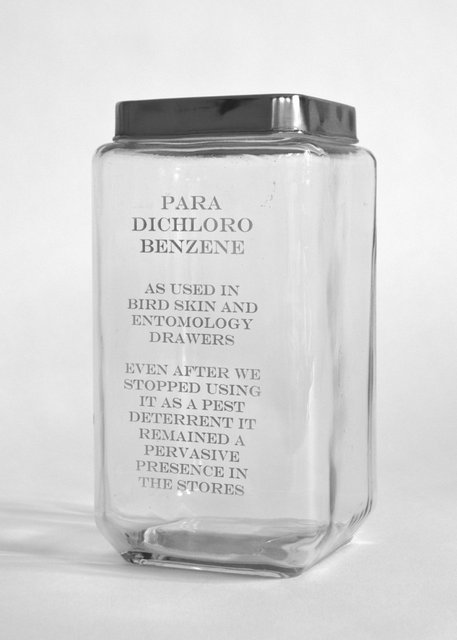 PARA
DICHLORO
BENZENE
AS USED IN
BIRD SKIN AND
ENTOMOLOGY
DRAWERS
EVEN AFTER WE
STOPPED USING
IT AS A PEST
DETERRENT IT
REMAINED A
PERVASIVE
PRESENCE IN
THE STORES